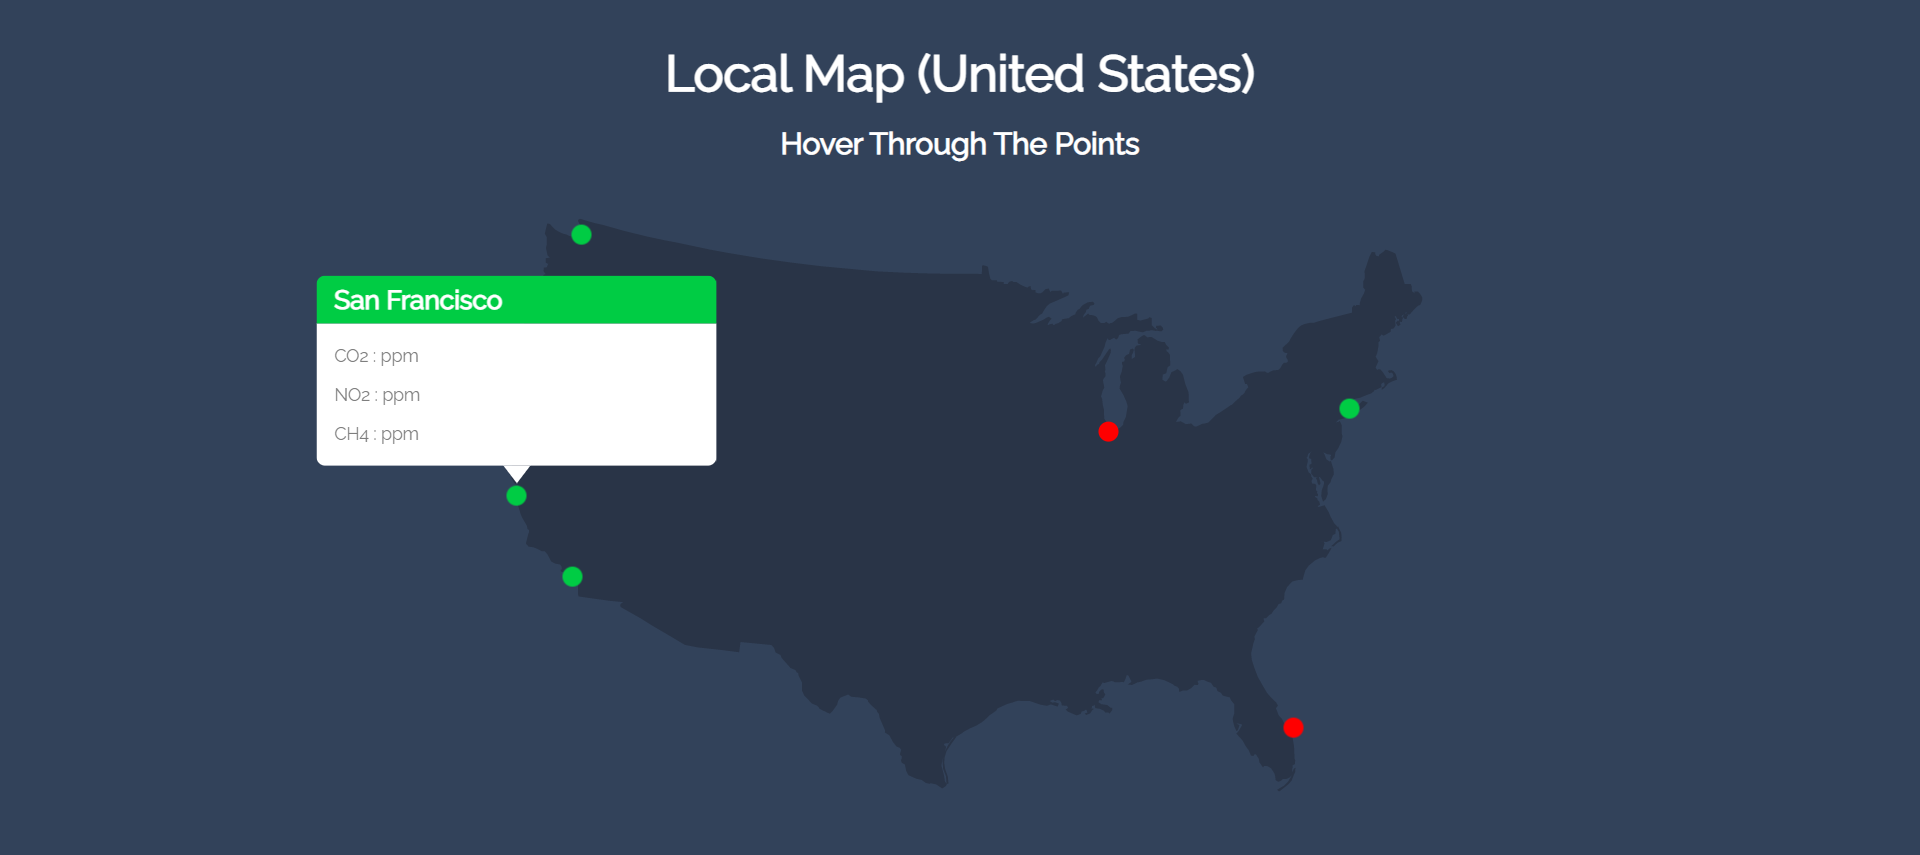 Local Map (United States)
Hover Through The Points
San Francisco
CO2 : ppm
NO2 : ppm
CH4 : ppm